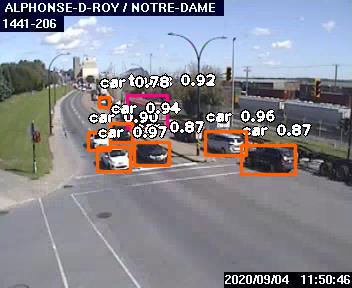 ALPHONSE-D-ROY / NOTRE-DAME
1441-206
car 0.78
0.92
car 0.94
car 0.90
car 0.96
car 0.97
0.87
car 0.87
2020/09/04 11:50:46